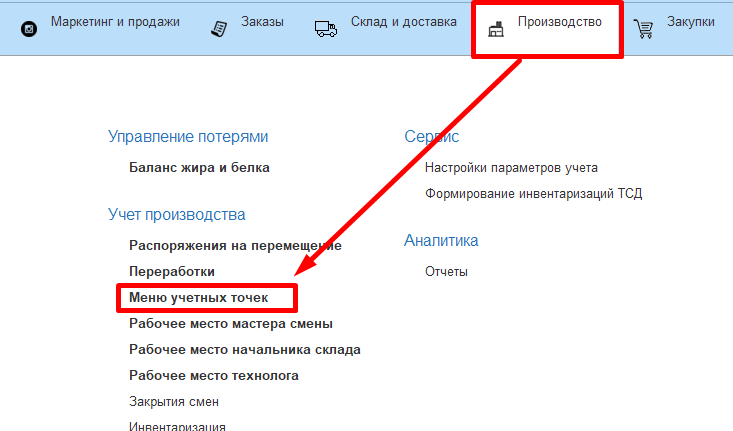 Маркетинг и продажи
Заказы
Склад и доставка
Производство
Закупки
Управление потерями
Баланс жира и белка
Учет производства
Распоряжения на перемещение
Переработки
Меню учетных точек
Рабочее место мастера смены
Рабочее место начальника склада
Рабочее место технолога
Закрытия смен
Инвентаризация
Сервис
Настройки параметров учета
Формирование инвентаризаций ТСД
Аналитика
Отчеты